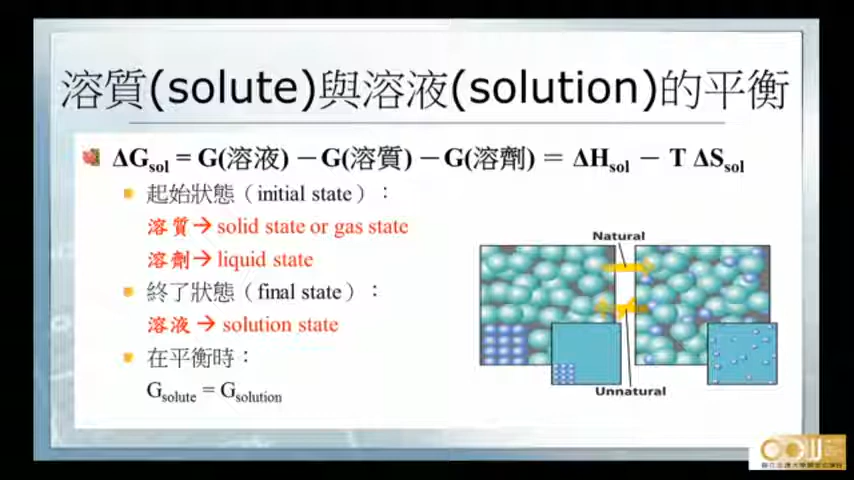 溶質(solute)與溶液(solution)的平衡
ΔGsol = G(溶液) －G(溶質)－G(溶劑) ＝ ΔHsol － T ΔSsol
起始狀態（initial state）：
溶質→ solid state or gas state
溶劑→ liquid state
終了狀態（final state）：
溶液 → solution state
在平衡時：
Gsolute = Gsolution
Natural
Unnatural
OCW